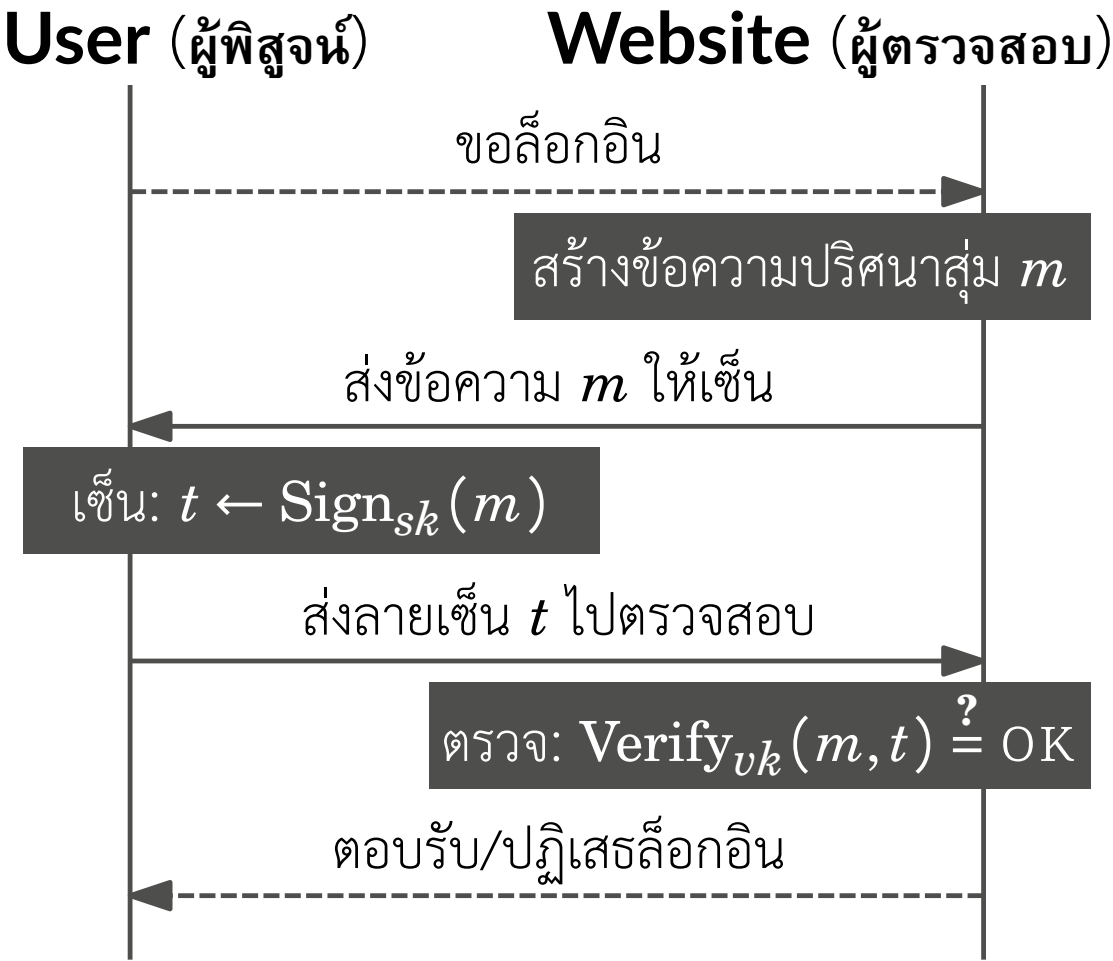 User (ผู้พิสูจน์) Website (ผู้ตรวจสอบ)
ขอล็อกอิน
สร้างข้อความปริศนาสุ่ม m
ส่งข้อความ m ให้เซ็น
เซ็น: t ← Sign_sk(m)
ส่งลายเซ็น t ไปตรวจสอบ
ตรวจ: Verify_vk(m, t) ≟ OK
ตอบรับ/ปฏิเสธล็อกอิน